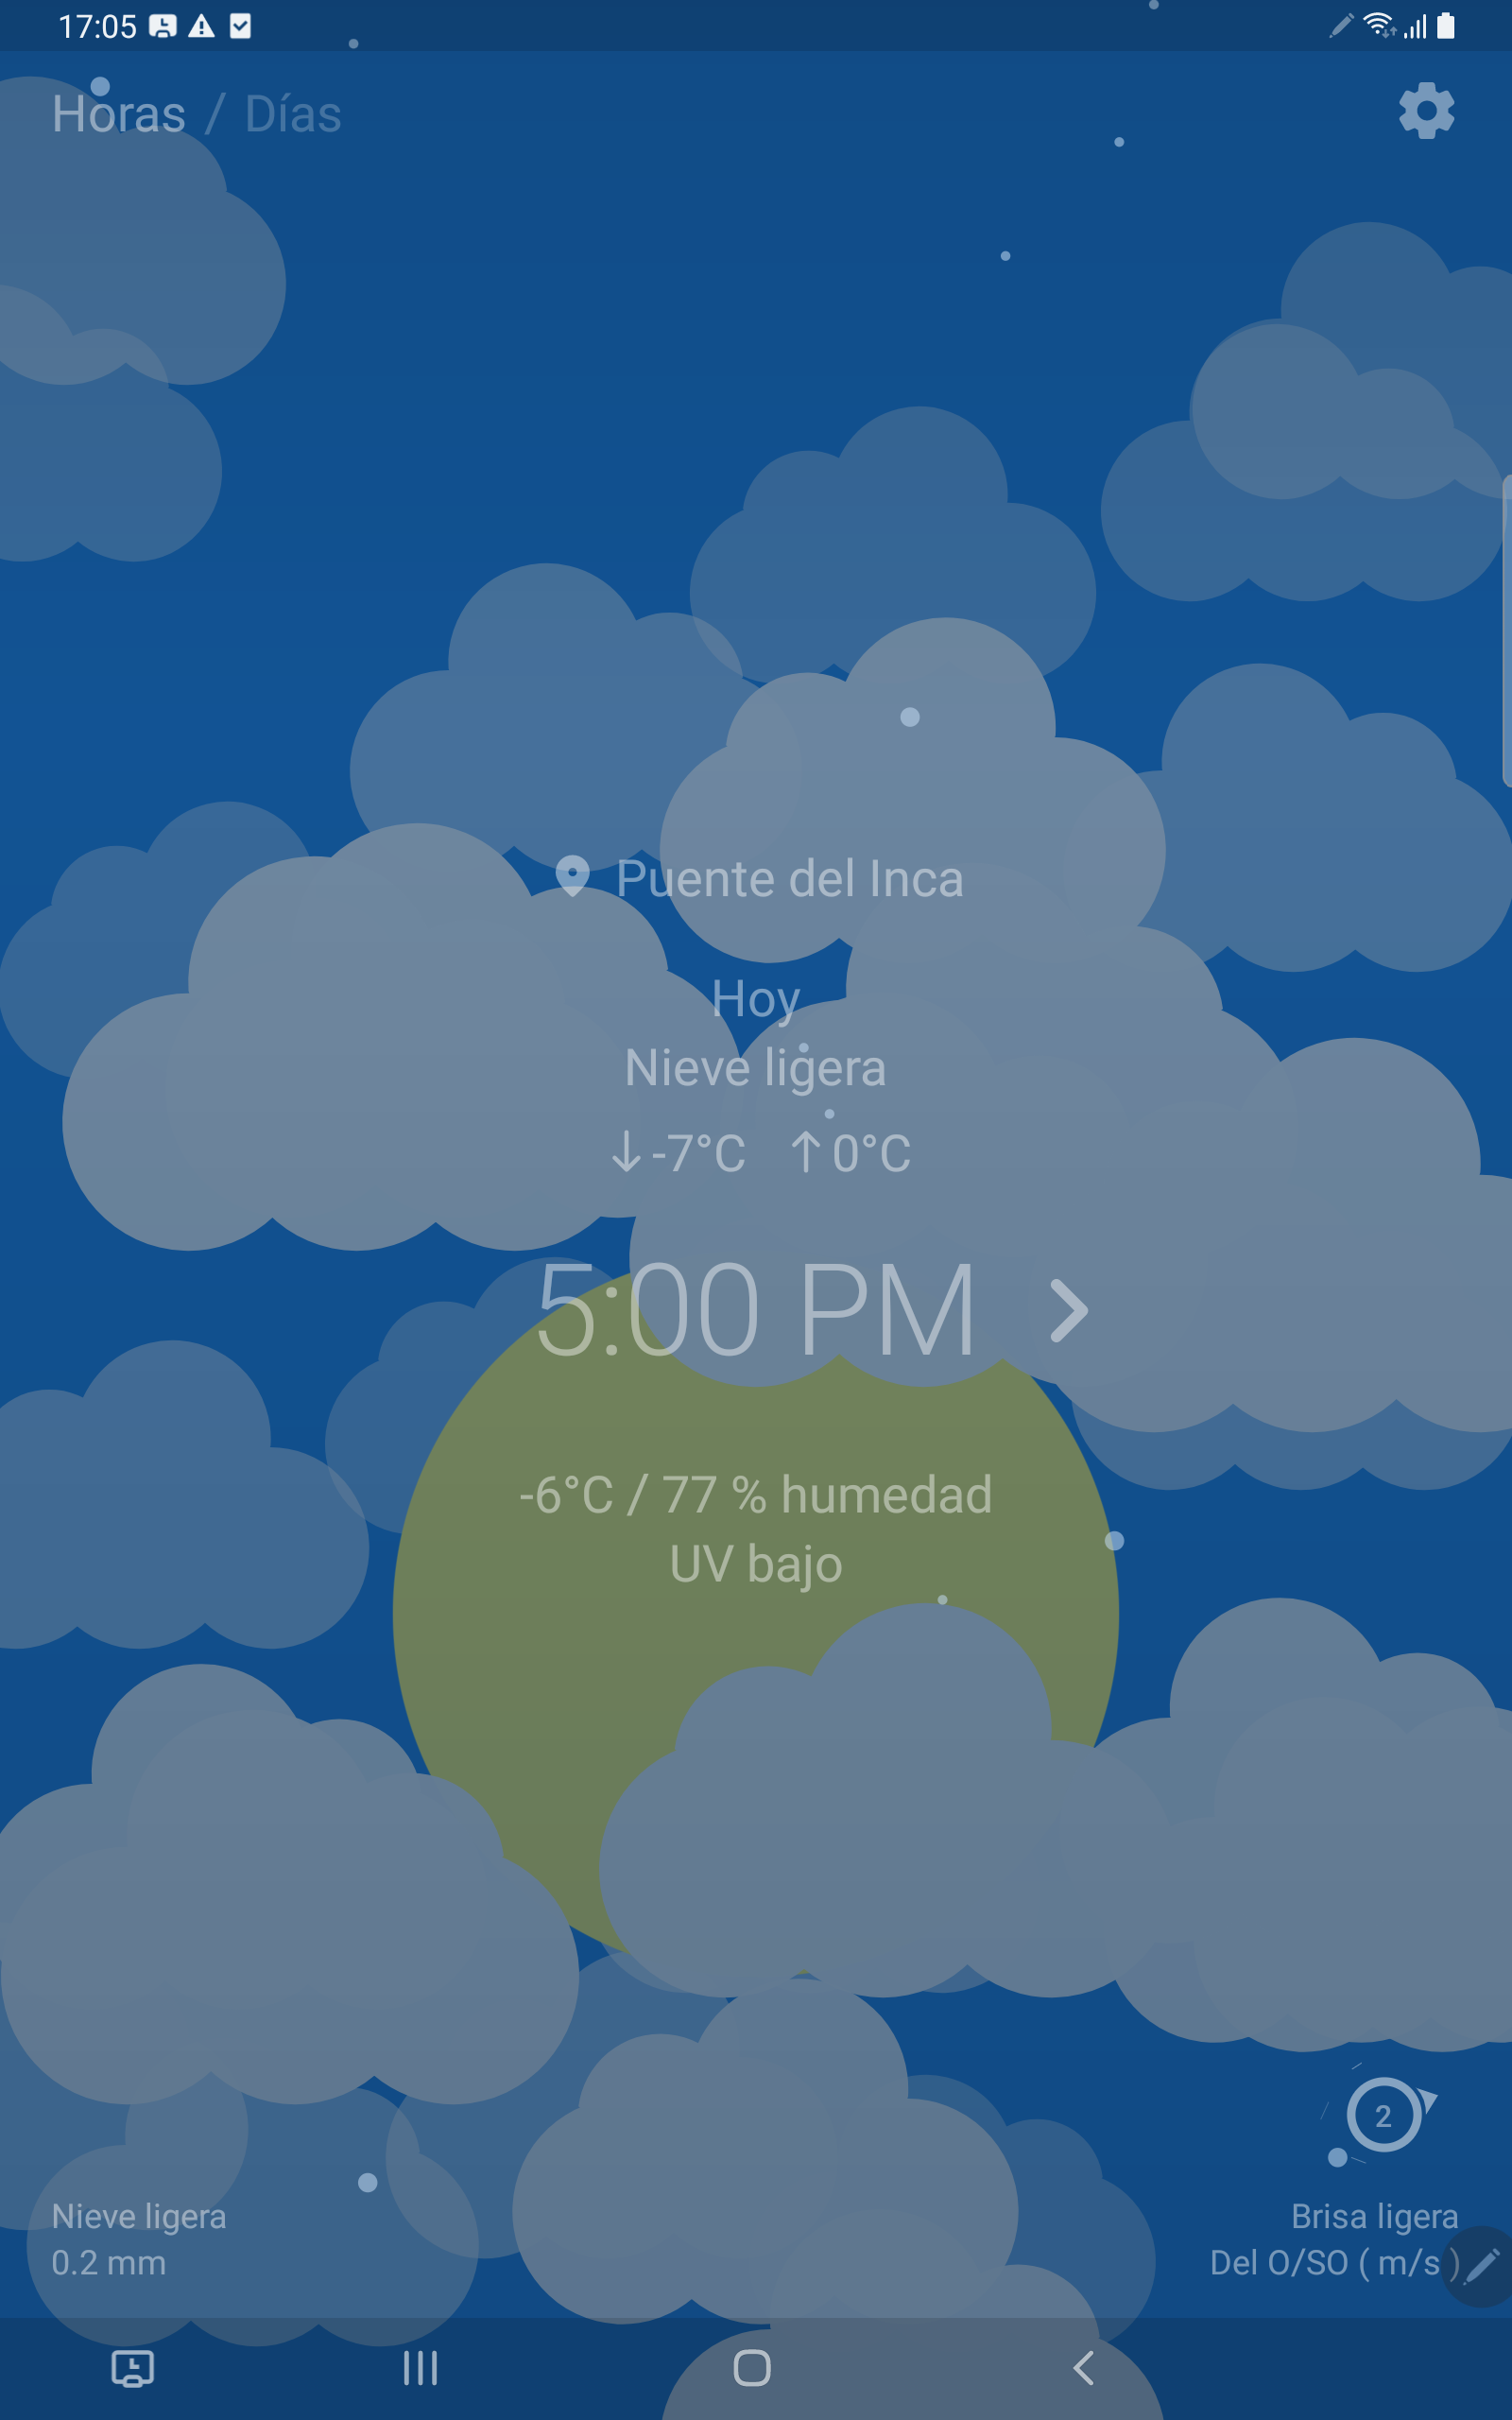 17:05
Horas / Días
Puente del Inca
Hoy
Nieve ligera
↓-7°C ↑0°C
5:00 PM
-6°C / 77 % humedad
UV bajo
2
Nieve ligera
0.2 mm
Brisa ligera
Del O/SO ( m/s )